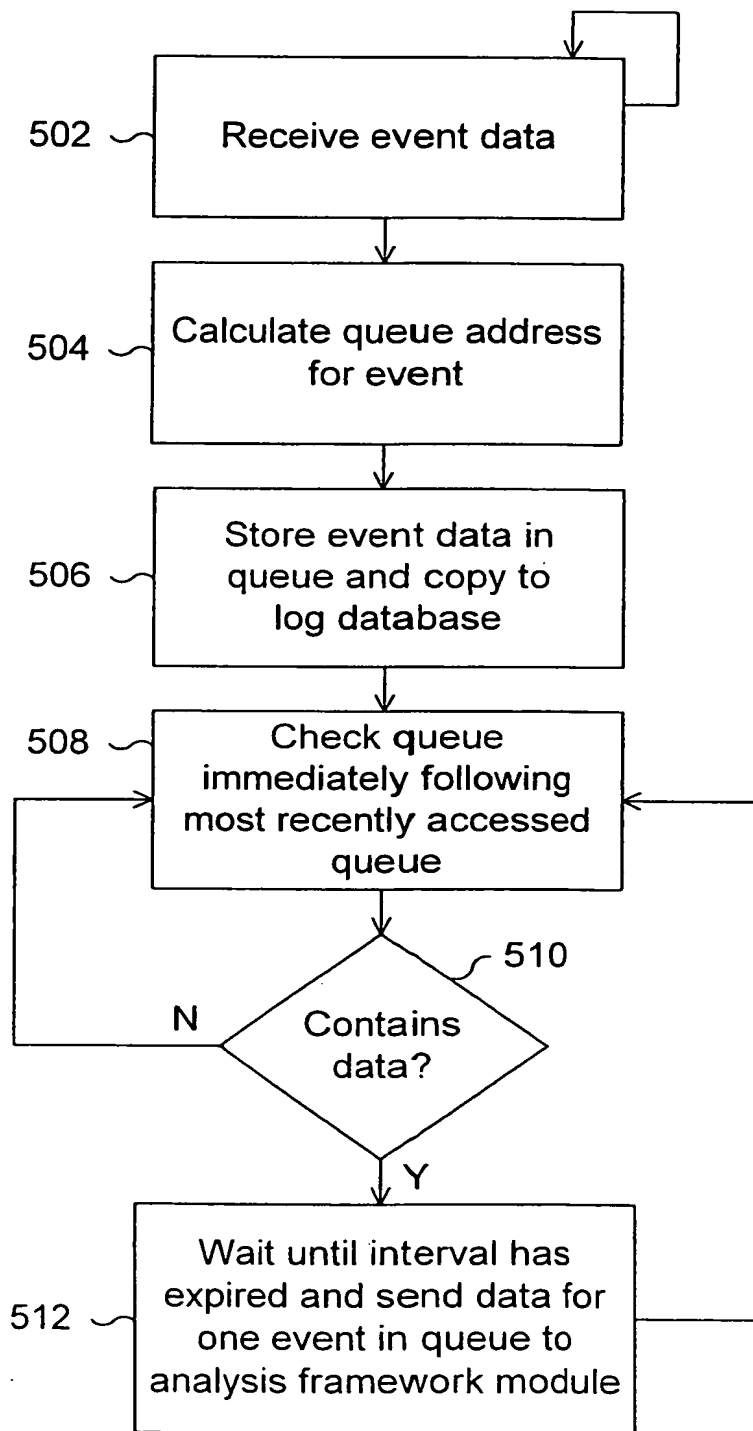 502
Receive event data
504
Calculate queue address
for event
506
Store event data in
queue and copy to
log database
508
Check queue
immediately following
most recently accessed
queue
510
N
Contains
data?
Y
512
Wait until interval has
expired and send data for
one event in queue to
analysis framework module